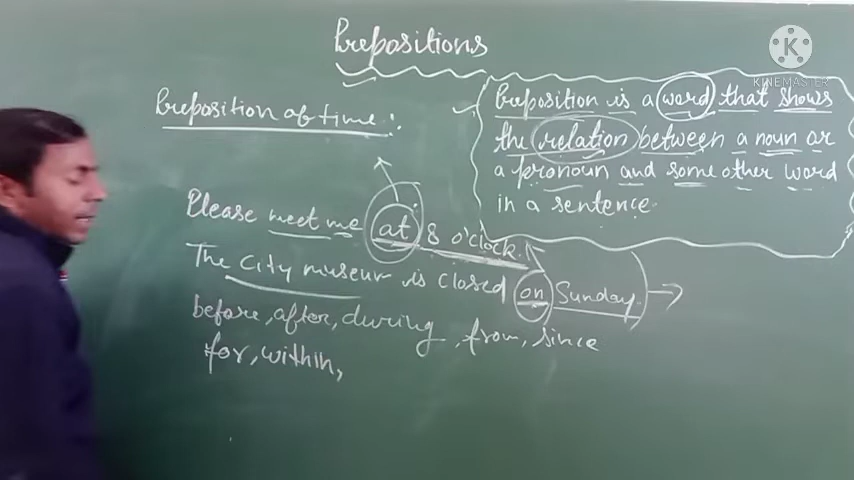 Prepositions
KINEMASTER
Preposition of time:
Preposition is a word that shows
the relation between a noun or
a pronoun and some other word
in a sentence
Please meet me at 8 o'clock.
The city museum is closed on Sunday.
before, after, during, from, since
for, within,